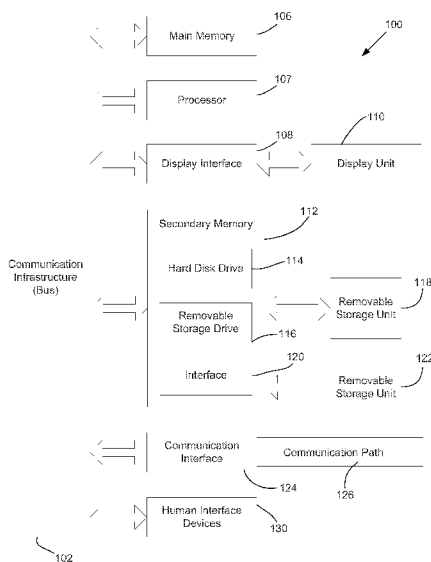 106
Main Memory
100
107
Processor
108
110
Display Interface
Display Unit
112
Secondary Memory
114
Hard Disk Drive
Communication
Infrastructure
(Bus)
118
Removable
Storage Drive
116
Removable
Storage Unit
120
Interface
122
Removable
Storage Unit
Communication
Interface
124
Communication Path
126
Human Interface
Devices
130
102